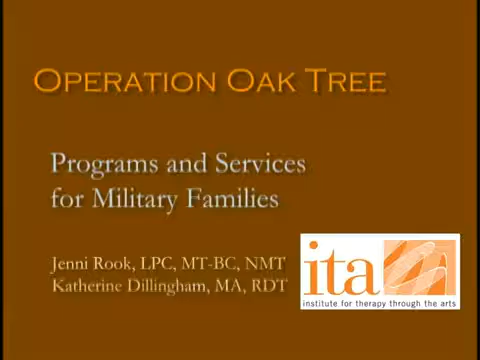 OPERATION OAK TREE
Programs and Services
for Military Families
Jenni Rook, LPC, MT-BC, NMT
Katherine Dillingham, MA, RDT
ita
institute for therapy through the arts